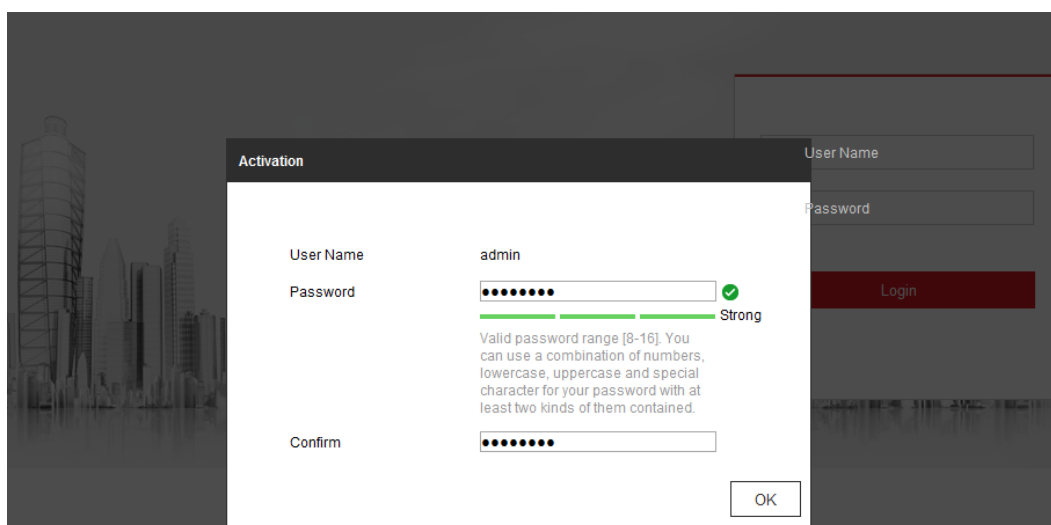 Activation
User Name
Password
Login
User Name admin
Password ●●●●●●●●
Strong
Valid password range [8-16]. You
can use a combination of numbers,
lowercase, uppercase and special
character for your password with at
least two kinds of them contained.
Confirm ●●●●●●●●
OK